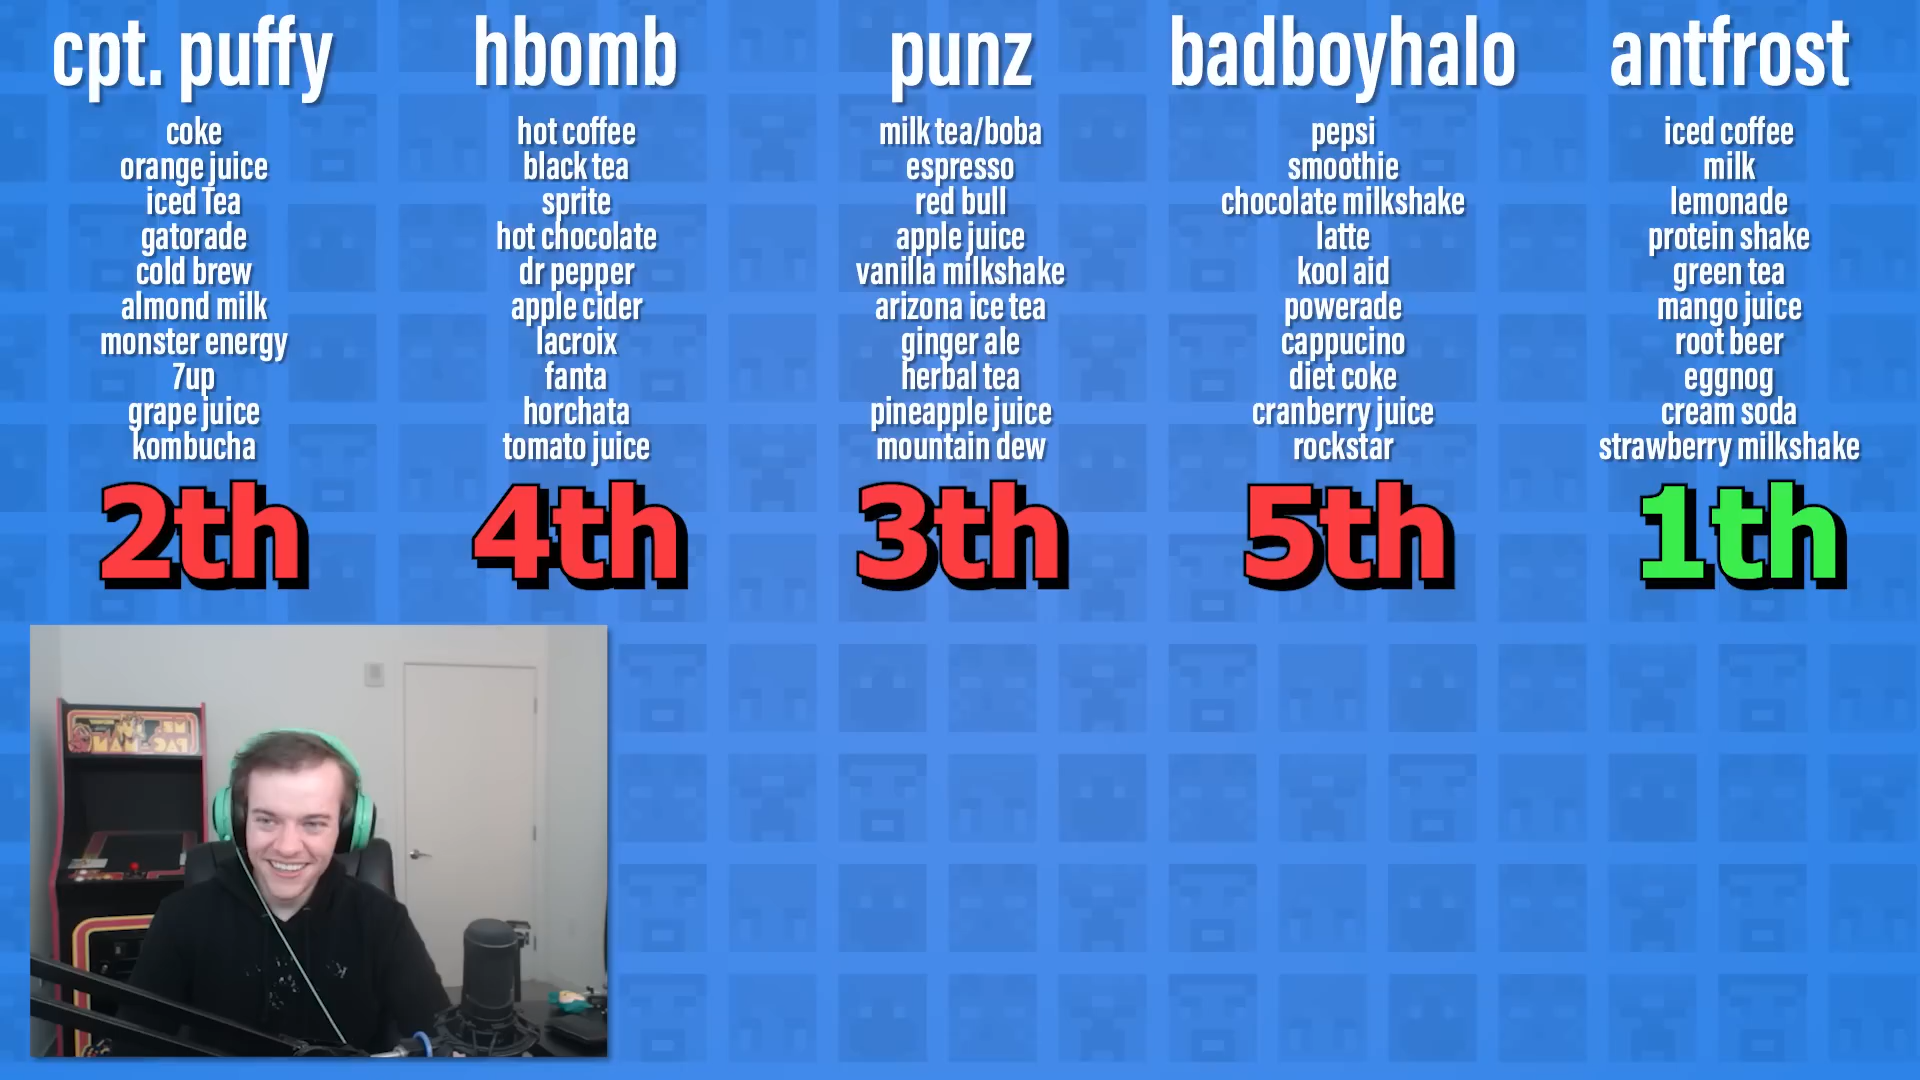 cpt. puffy
coke
orange juice
iced Tea
gatorade
cold brew
almond milk
monster energy
7up
grape juice
kombucha
2th
hbomb
hot coffee
black tea
sprite
hot chocolate
dr pepper
apple cider
lacroix
fanta
horchata
tomato juice
4th
punz
milk tea/boba
espresso
red bull
apple juice
vanilla milkshake
arizona ice tea
ginger ale
herbal tea
pineapple juice
mountain dew
3th
badboyhalo
pepsi
smoothie
chocolate milkshake
latte
kool aid
powerade
cappucino
diet coke
cranberry juice
rockstar
5th
antfrost
iced coffee
milk
lemonade
protein shake
green tea
mango juice
root beer
eggnog
cream soda
strawberry milkshake
1th
MS.
PAC-MAN